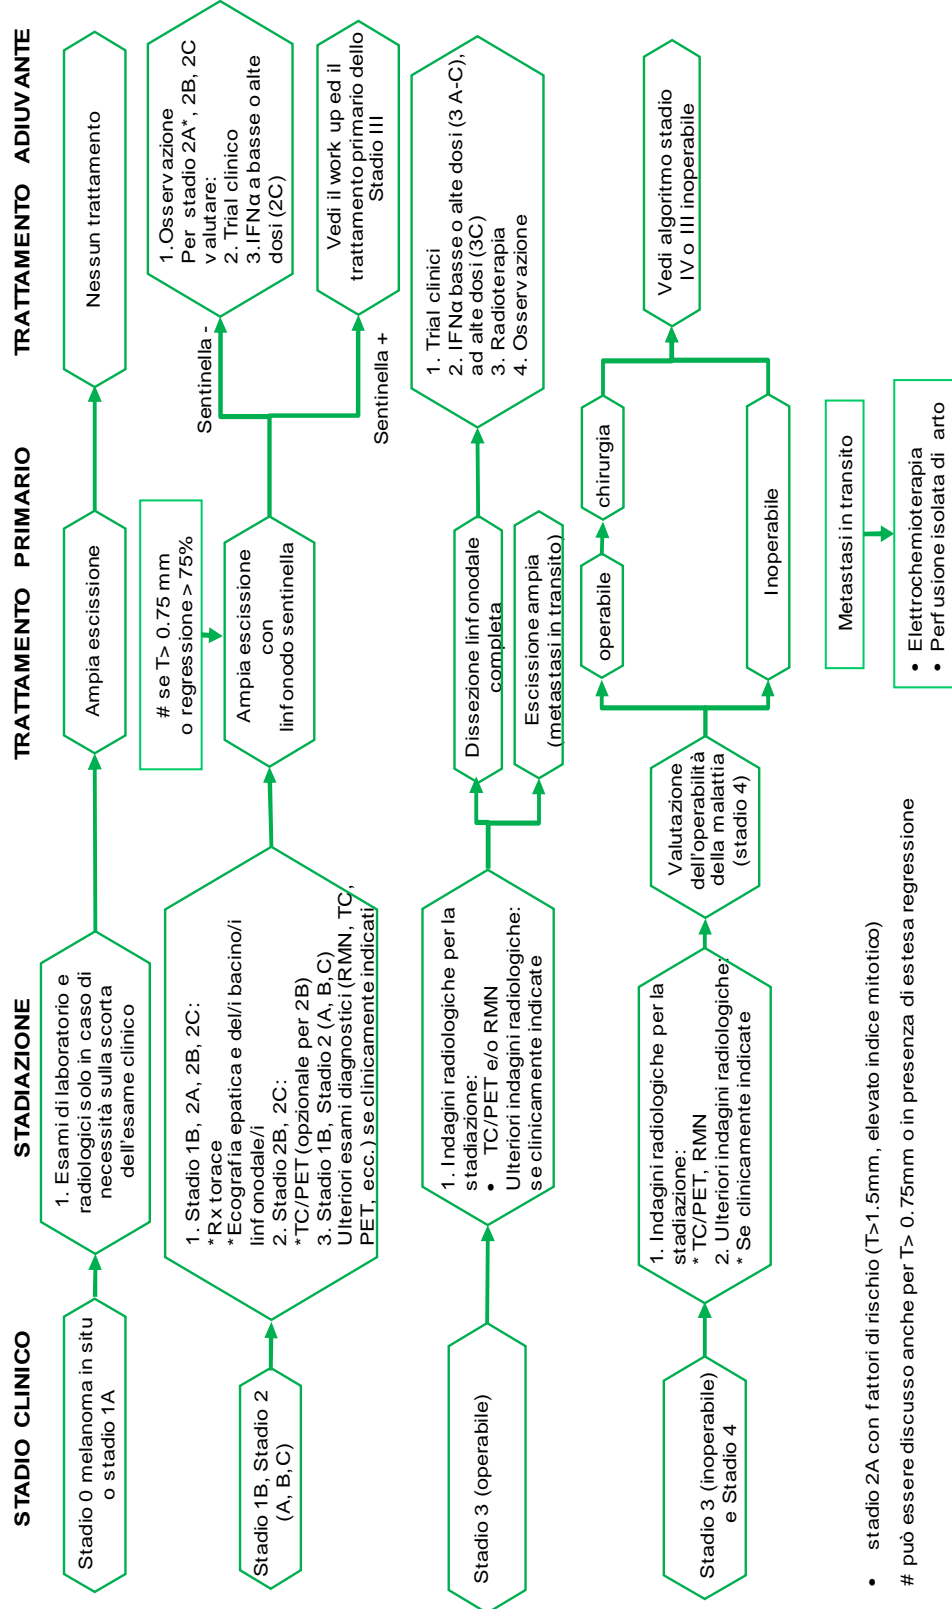 STADIO CLINICO
STADIAZIONE
TRATTAMENTO PRIMARIO
TRATTAMENTO ADIUVANTE
Stadio 0 melanoma in situ
o stadio 1A
1. Esami di laboratorio e
radiologici solo in caso di
necessità sulla scorta
dell'esame clinico
Ampia escissione
Nessun trattamento
# se T> 0.75 mm
o regressione > 75%
Stadio 1B, Stadio 2
(A, B,C)
1. Stadio 1B, 2A, 2B, 2C:
*Rx torace
*Ecografia epatica e del/i bacino/i
linfonodale/i
2. Stadio 2B, 2C:
*TC/PET (opzionale per 2B)
3. Stadio 1B, Stadio 2 (A, B,C)
Ulteriori esami diagnostici (RMN, TC,
PET, ecc.) se clinicamente indicati
Ampia escissione
con
linfonodo sentinella
Sentinella -
Sentinella +
1.Osservazione
Per stadio 2A*, 2B, 2C
valutare:
2. Trial clinico
3.IFNα a basse o alte
dosi (2C)
Vedi il work up ed il
trattamento primario dello
Stadio III
Stadio 3 (operabile)
1. Indagini radiologiche per la
stadiazione:
• TC/PET e/o RMN
Ulteriori indagini radiologiche:
se clinicamente indicate
Dissezione linfonodale
completa
Escissione ampia
(metastasi in transito)
1. Trial clinici
2. IFNα basse o alte dosi (3 A-C),
ad alte dosi (3C)
3. Radioterapia
4. Osservazione
Stadio 3 (inoperabile)
e Stadio 4
1. Indagini radiologiche per la
stadiazione:
* TC/PET, RMN
2. Ulteriori indagini radiologiche:
* Se clinicamente indicate
Valutazione
dell'operabilità
della malattia
(stadio 4)
operabile
chirurgia
Inoperabile
Vedi algoritmo stadio
IV o III inoperabile
Metastasi in transito
• Elettrochemioterapia
• Perfusione isolata di arto
• stadio 2A con fattori di rischio (T>1.5mm, elevato indice mitotico)
# può essere discusso anche per T> 0.75mm o in presenza di estesa regressione